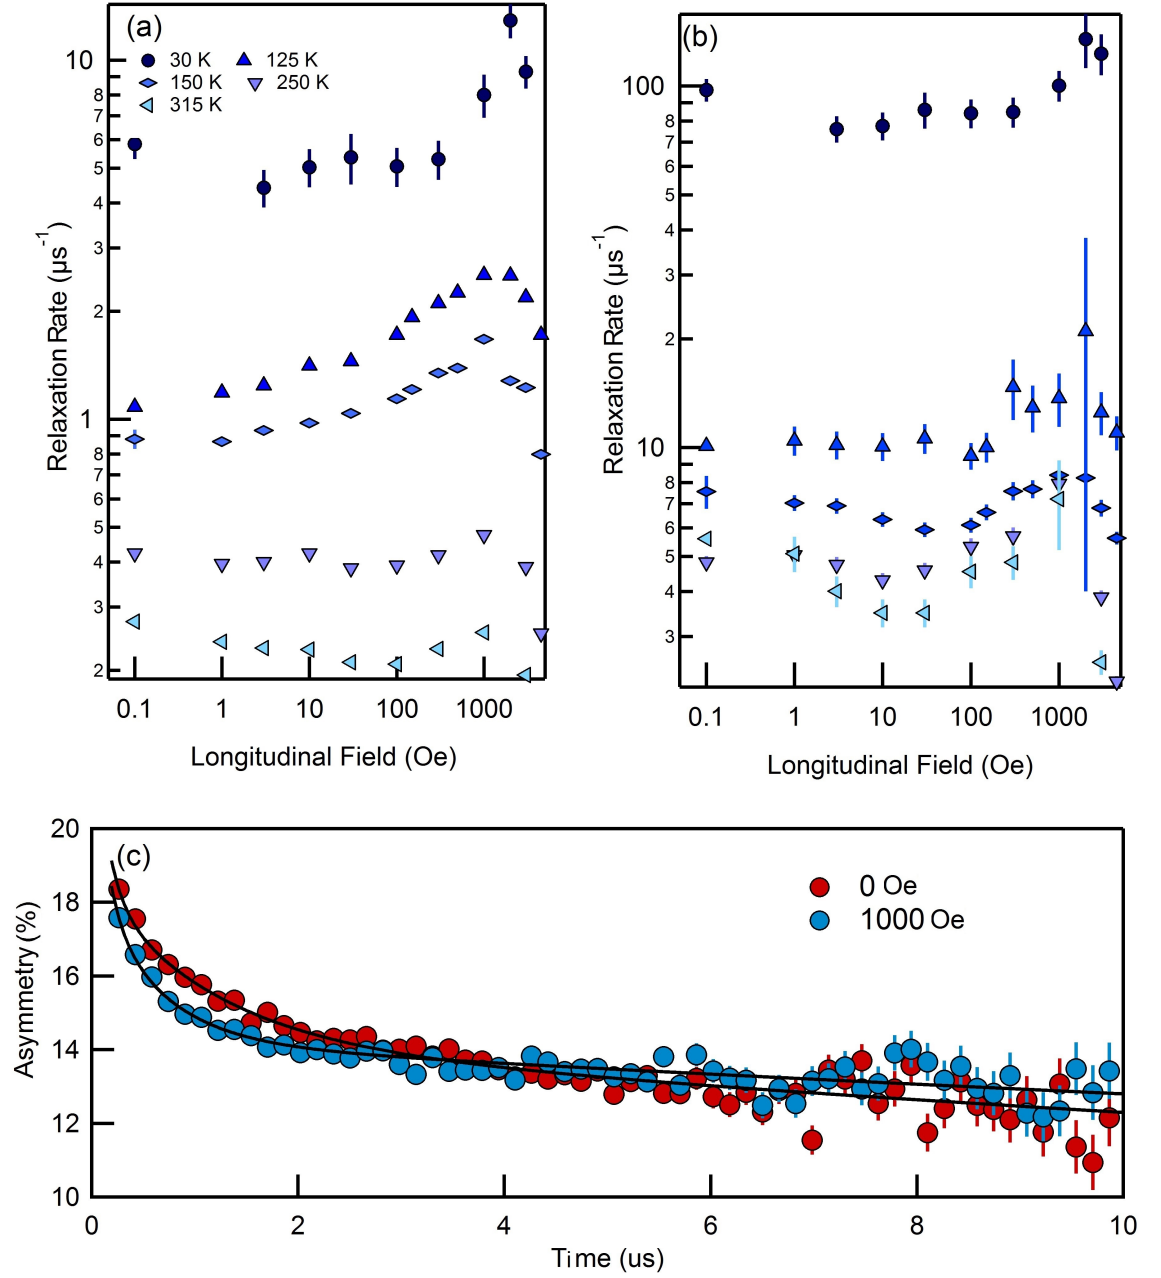 (a)
30 K 125 K
150 K 250 K
315 K
10
8
7
6
5
4
3
2
1
8
7
6
5
4
3
2
Relaxation Rate (µs-1)
0.1 1 10 100 1000
Longitudinal Field (Oe)
(b)
100
8
7
6
5
4
3
2
10
8
7
6
5
4
3
Relaxation Rate (µs-1)
0.1 1 10 100 1000
Longitudinal Field (Oe)
(c)
0 Oe
1000 Oe
20
18
16
14
12
10
Asymmetry (%)
0 2 4 6 8 10
Time (us)